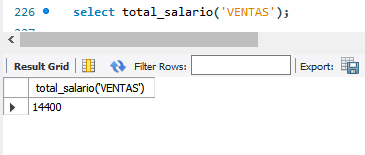 226 select total_salario('VENTAS');
Result Grid Filter Rows: Export:
total_salario('VENTAS')
14400